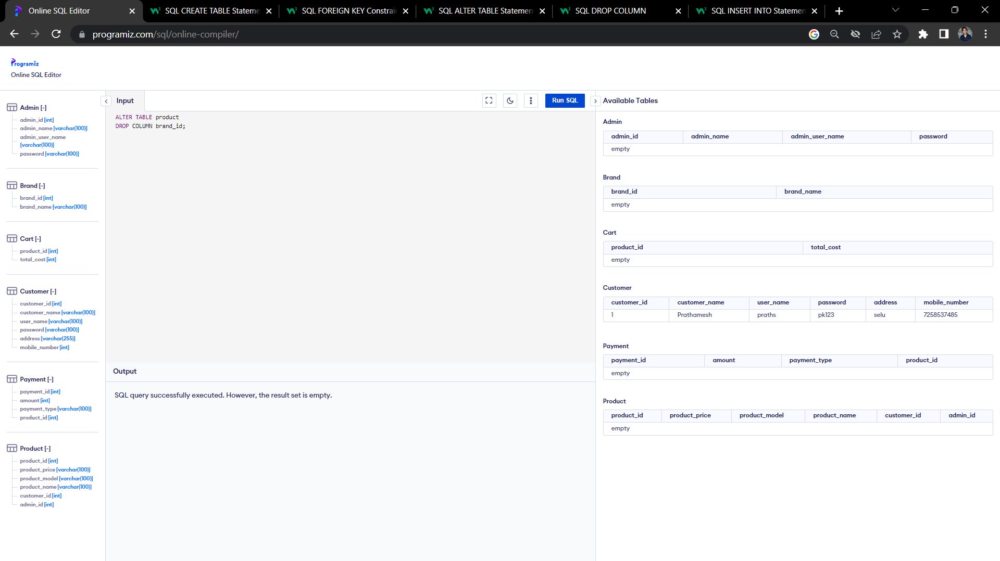 Online SQL Editor
SQL CREATE TABLE Stateme
SQL FOREIGN KEY Constrai
SQL ALTER TABLE Statemen
SQL DROP COLUMN
SQL INSERT INTO Statemen
programiz.com/sql/online-compiler/
Programiz
Online SQL Editor
Admin [-]
admin_id [int]
admin_name [varchar(100)]
admin_user_name
[varchar(100)]
password [varchar(100)]
Brand [-]
brand_id [int]
brand_name [varchar(100)]
Cart [-]
product_id [int]
total_cost [int]
Customer [-]
customer_id [int]
customer_name [varchar(100)]
user_name [varchar(100)]
password [varchar(100)]
address [varchar(255)]
mobile_number [int]
Payment [-]
payment_id [int]
amount [int]
payment_type [varchar(100)]
product_id [int]
Product [-]
product_id [int]
product_price [varchar(100)]
product_model [varchar(100)]
product_name [varchar(100)]
customer_id [int]
admin_id [int]
Input
Run SQL
ALTER TABLE product
DROP COLUMN brand_id;
Output
SQL query successfully executed. However, the result set is empty.
Available Tables
Admin
admin_id admin_name admin_user_name password
empty
Brand
brand_id brand_name
empty
Cart
product_id total_cost
empty
Customer
customer_id customer_name user_name password address mobile_number
1 Prathamesh praths pk123 selu 7258537485
Payment
payment_id amount payment_type product_id
empty
Product
product_id product_price product_model product_name customer_id admin_id
empty